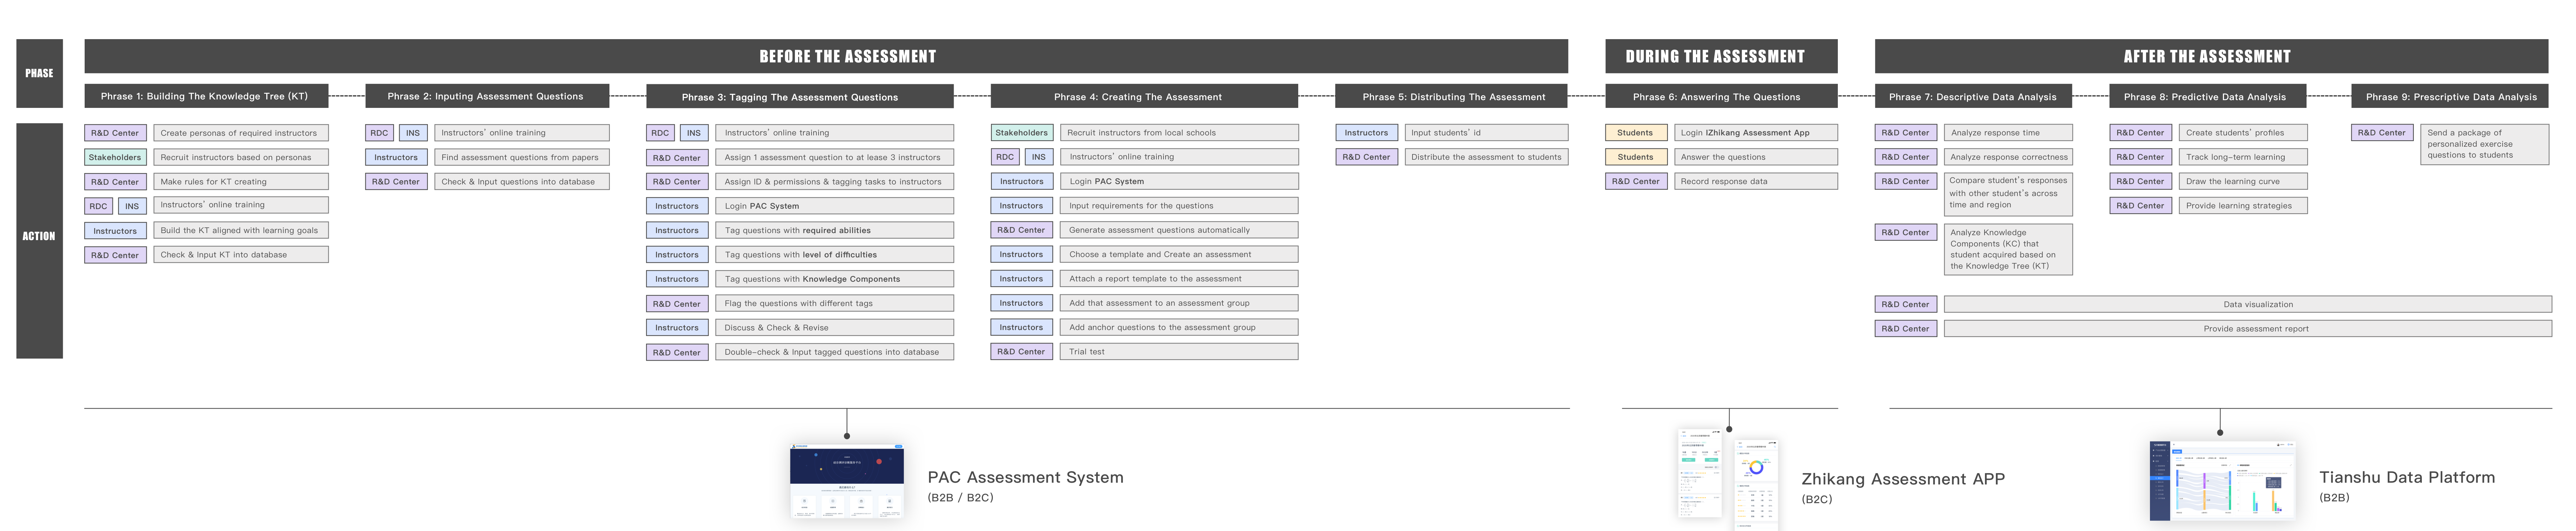 PHASE
BEFORE THE ASSESSMENT
DURING THE ASSESSMENT
AFTER THE ASSESSMENT
Phrase 1: Building The Knowledge Tree (KT)
Phrase 2: Inputing Assessment Questions
Phrase 3: Tagging The Assessment Questions
Phrase 4: Creating The Assessment
Phrase 5: Distributing The Assessment
Phrase 6: Answering The Questions
Phrase 7: Descriptive Data Analysis
Phrase 8: Predictive Data Analysis
Phrase 9: Prescriptive Data Analysis
ACTION
R&D Center Create personas of required instructors
Stakeholders Recruit instructors based on personas
R&D Center Make rules for KT creating
RDC INS Instructors' online training
Instructors Build the KT aligned with learning goals
R&D Center Check & Input KT into database
RDC INS Instructors' online training
Instructors Find assessment questions from papers
R&D Center Check & Input questions into database
RDC INS Instructors' online training
R&D Center Assign 1 assessment question to at lease 3 instructors
R&D Center Assign ID & permissions & tagging tasks to instructors
Instructors Login PAC System
Instructors Tag questions with required abilities
Instructors Tag questions with level of difficulties
Instructors Tag questions with Knowledge Components
R&D Center Flag the questions with different tags
Instructors Discuss & Check & Revise
R&D Center Double-check & Input tagged questions into database
Stakeholders Recruit instructors from local schools
RDC INS Instructors' online training
Instructors Login PAC System
Instructors Input requirements for the questions
R&D Center Generate assessment questions automatically
Instructors Choose a template and Create an assessment
Instructors Attach a report template to the assessment
Instructors Add that assessment to an assessment group
Instructors Add anchor questions to the assessment group
R&D Center Trial test
Instructors Input students' id
R&D Center Distribute the assessment to students
Students Login IZhikang Assessment App
Students Answer the questions
R&D Center Record response data
R&D Center Analyze response time
R&D Center Analyze response correctness
R&D Center Compare student's responses
with other student's across
time and region
R&D Center Analyze Knowledge
Components (KC) that
student acquired based on
the Knowledge Tree (KT)
R&D Center Create students' profiles
R&D Center Track long-term learning
R&D Center Draw the learning curve
R&D Center Provide learning strategies
R&D Center Send a package of
personalized exercise
questions to students
R&D Center Data visualization
R&D Center Provide assessment report
PAC Assessment System
(B2B / B2C)
Zhikang Assessment APP
(B2C)
Tianshu Data Platform
(B2B)